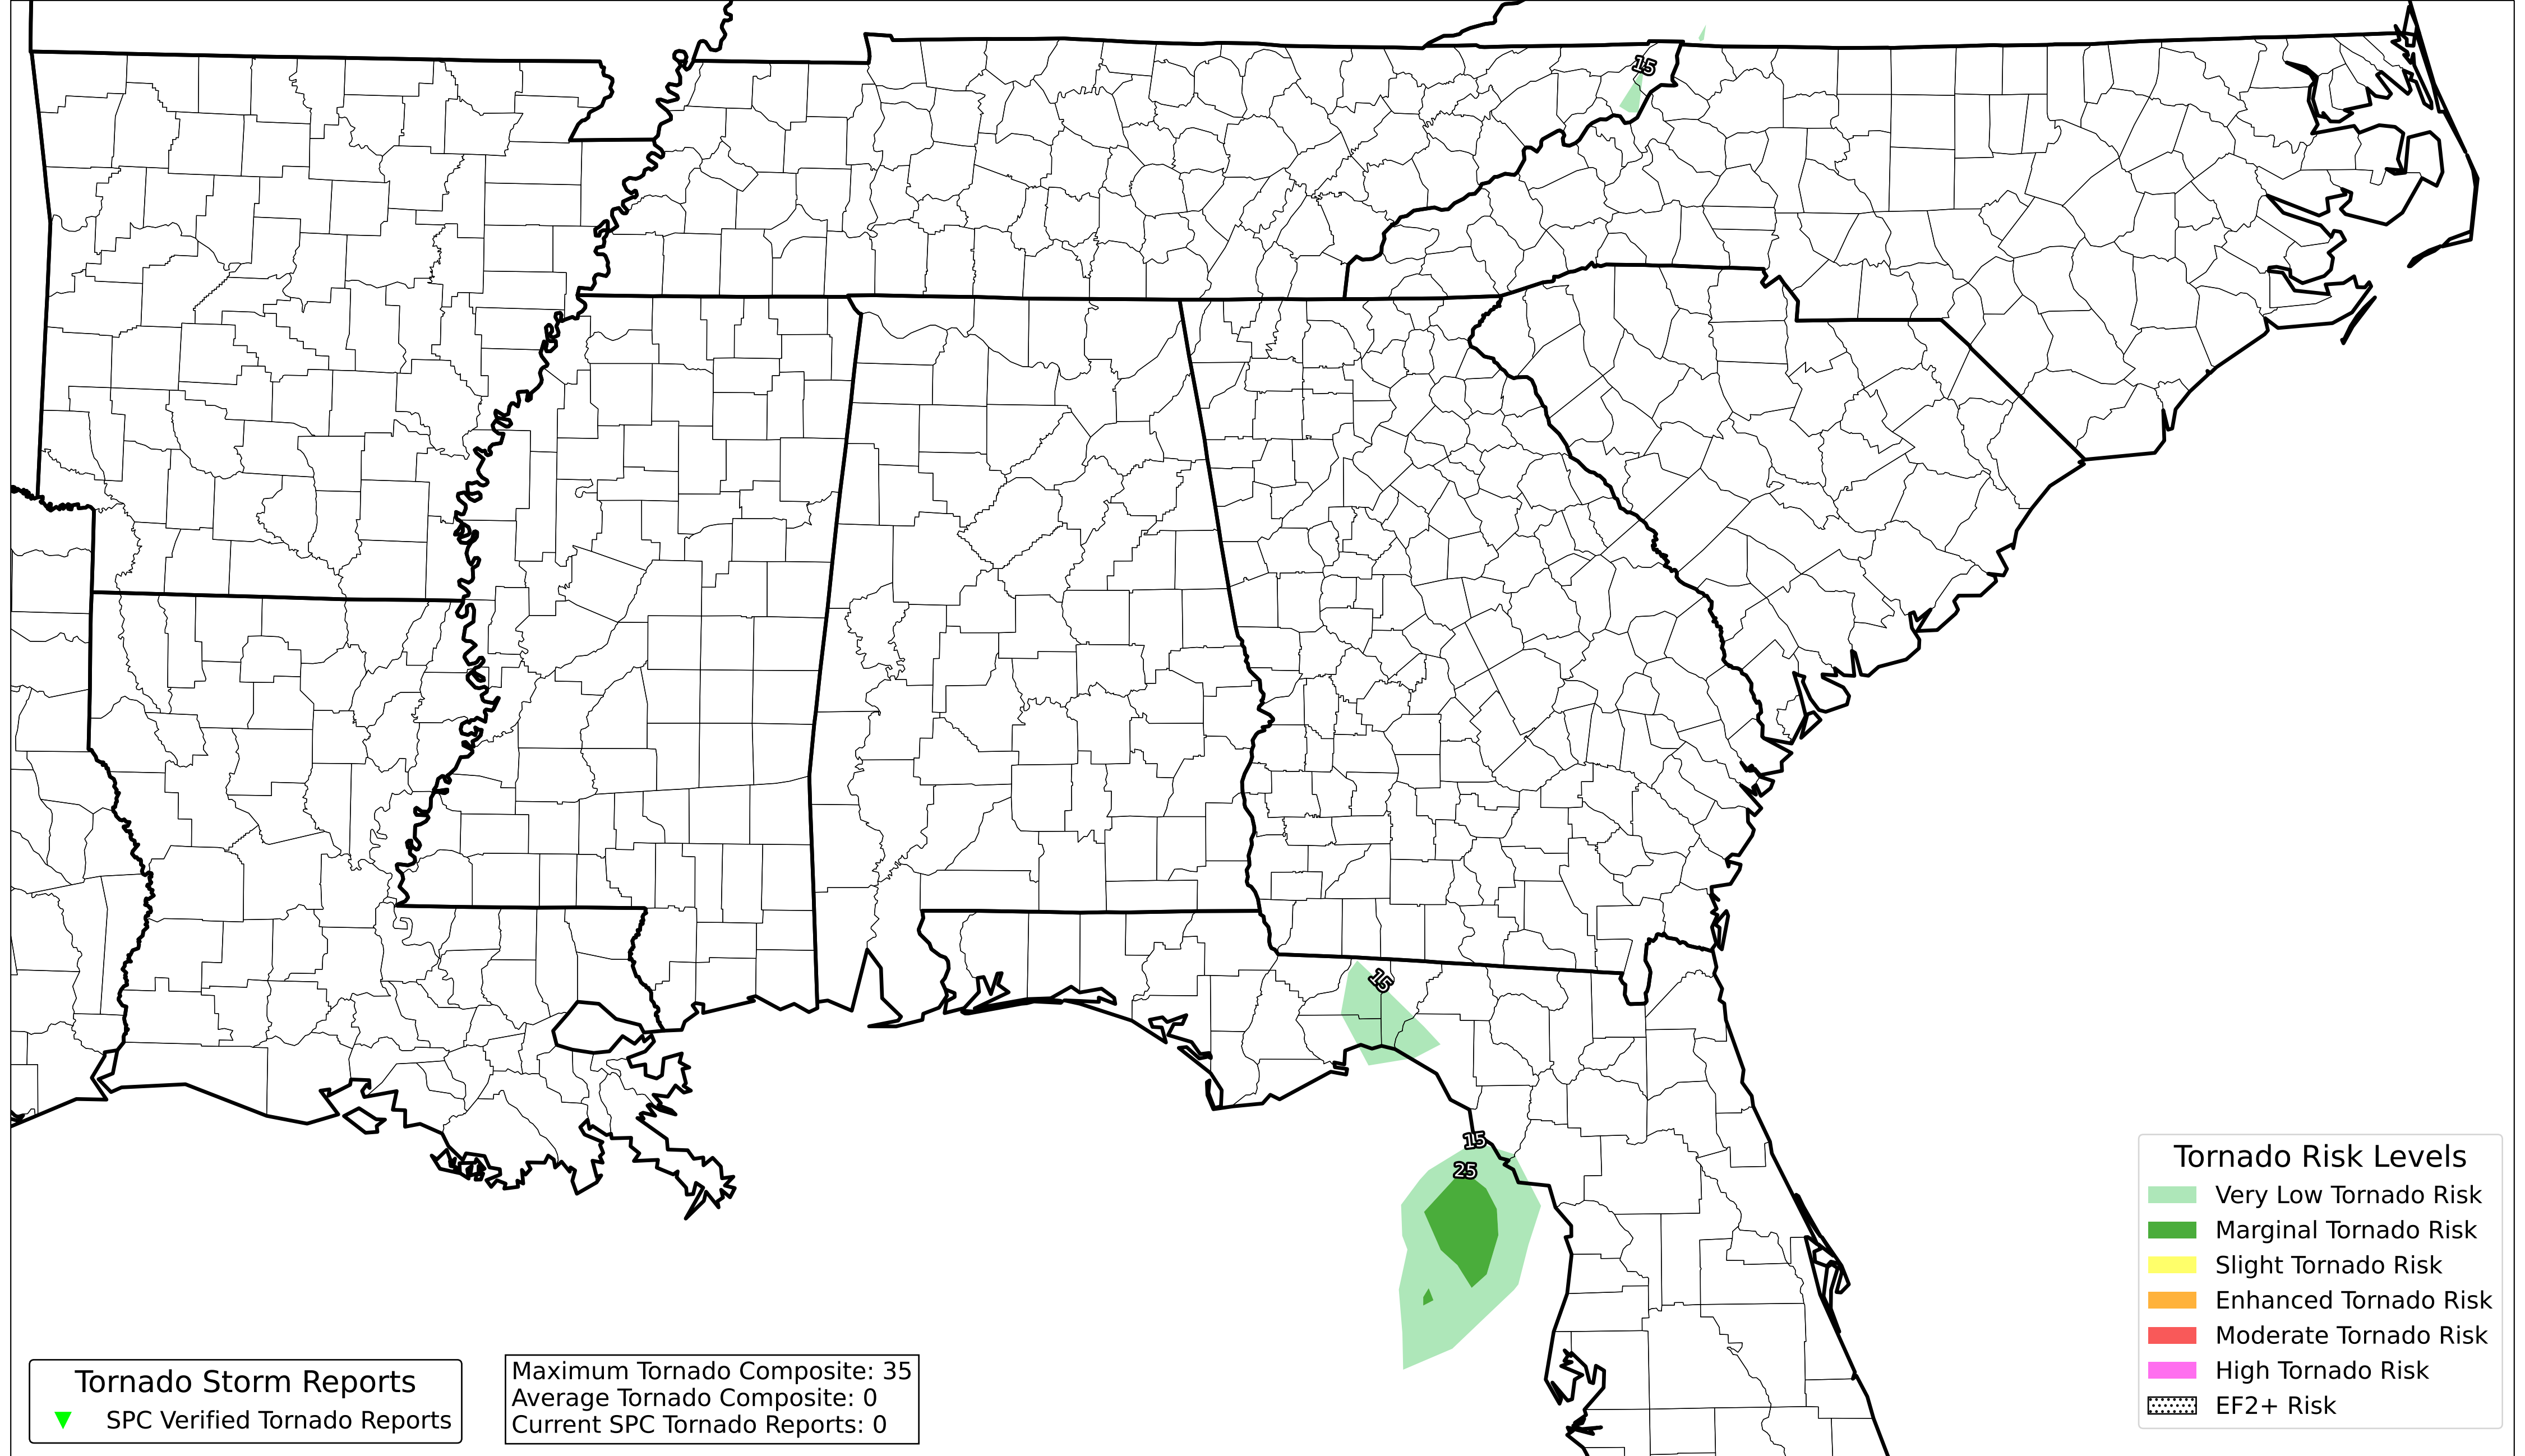 15
15
15
25
Tornado Risk Levels
Very Low Tornado Risk
Marginal Tornado Risk
Slight Tornado Risk
Enhanced Tornado Risk
Moderate Tornado Risk
High Tornado Risk
EF2+ Risk
Tornado Storm Reports
SPC Verified Tornado Reports
Maximum Tornado Composite: 35
Average Tornado Composite: 0
Current SPC Tornado Reports: 0